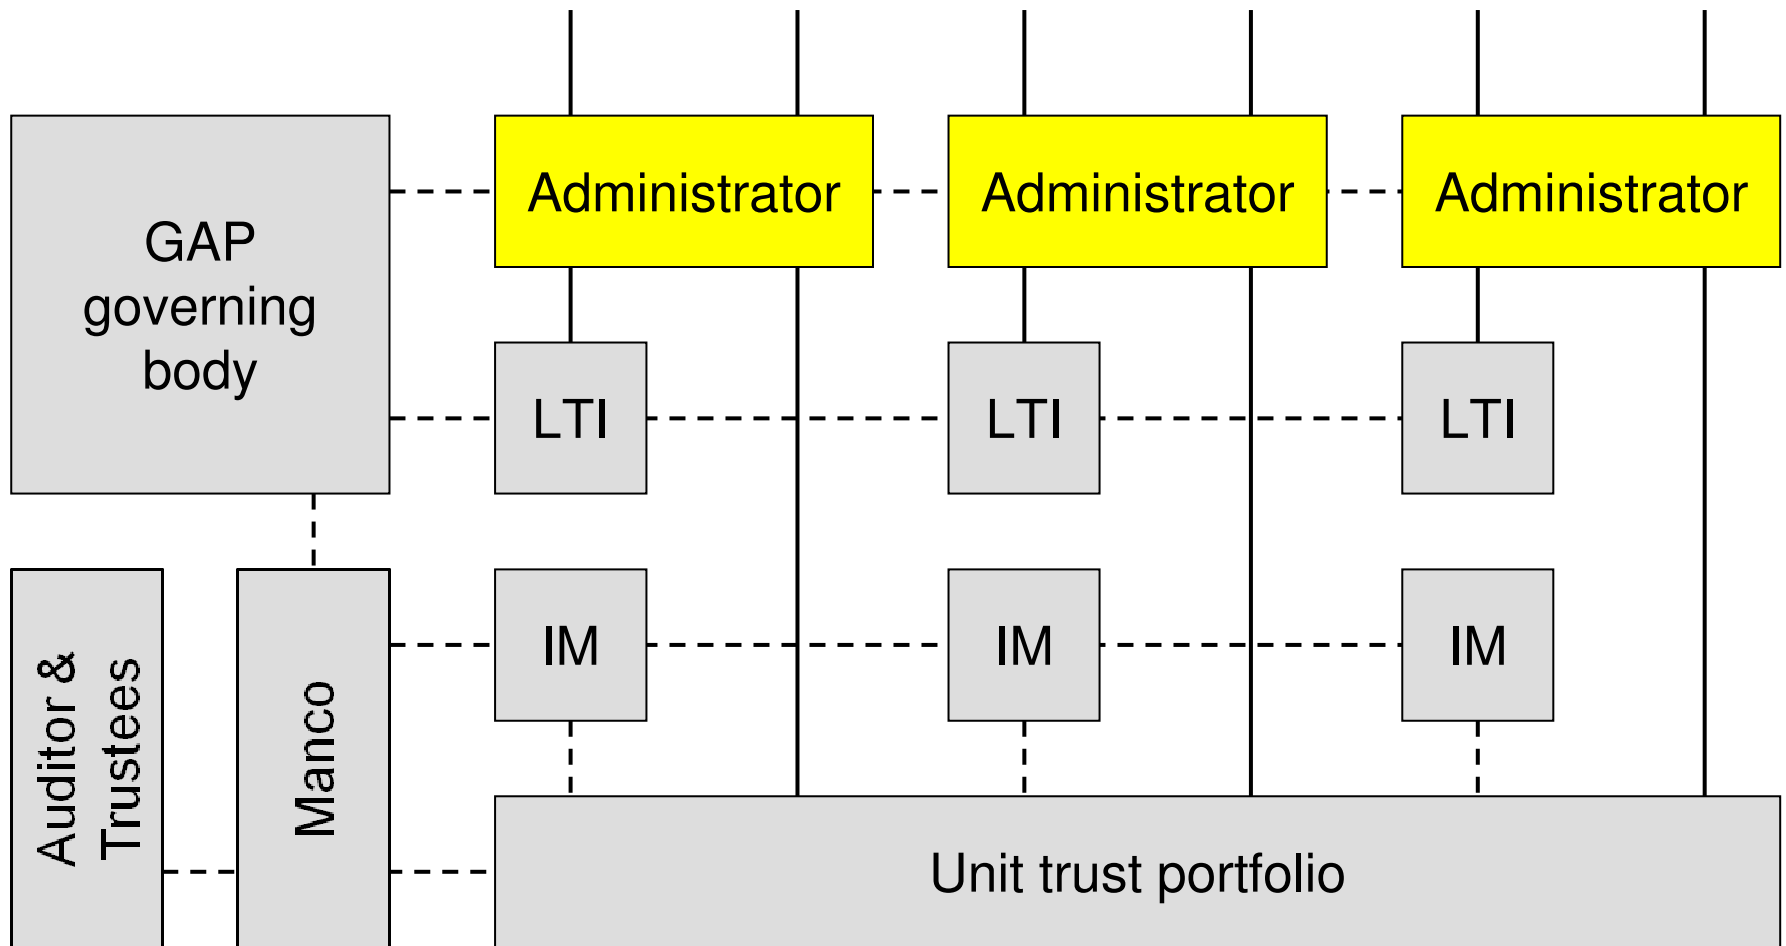 GAP
governing
body
Administrator
Administrator
Administrator
LTI
LTI
LTI
Auditor &
Trustees
Manco
IM
IM
IM
Unit trust portfolio